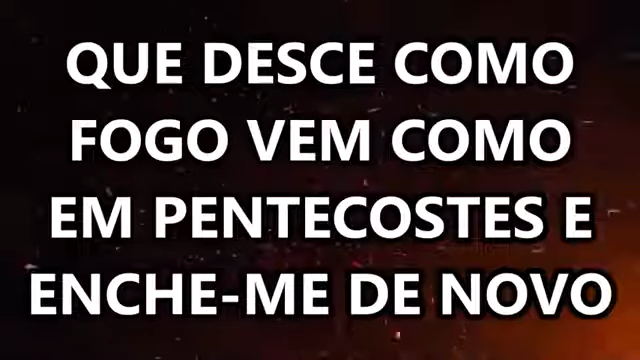 QUE DESCE COMO
FOGO VEM COMO
EM PENTECOSTES E
ENCHE-ME DE NOVO